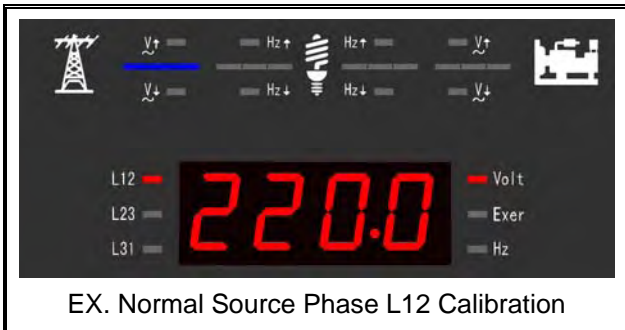 V↑ Hz↑ Hz↑ V↑
V↓ Hz↓ Hz↓ V↓
L12 220.0 Volt
L23 Exer
L31 Hz
EX. Normal Source Phase L12 Calibration